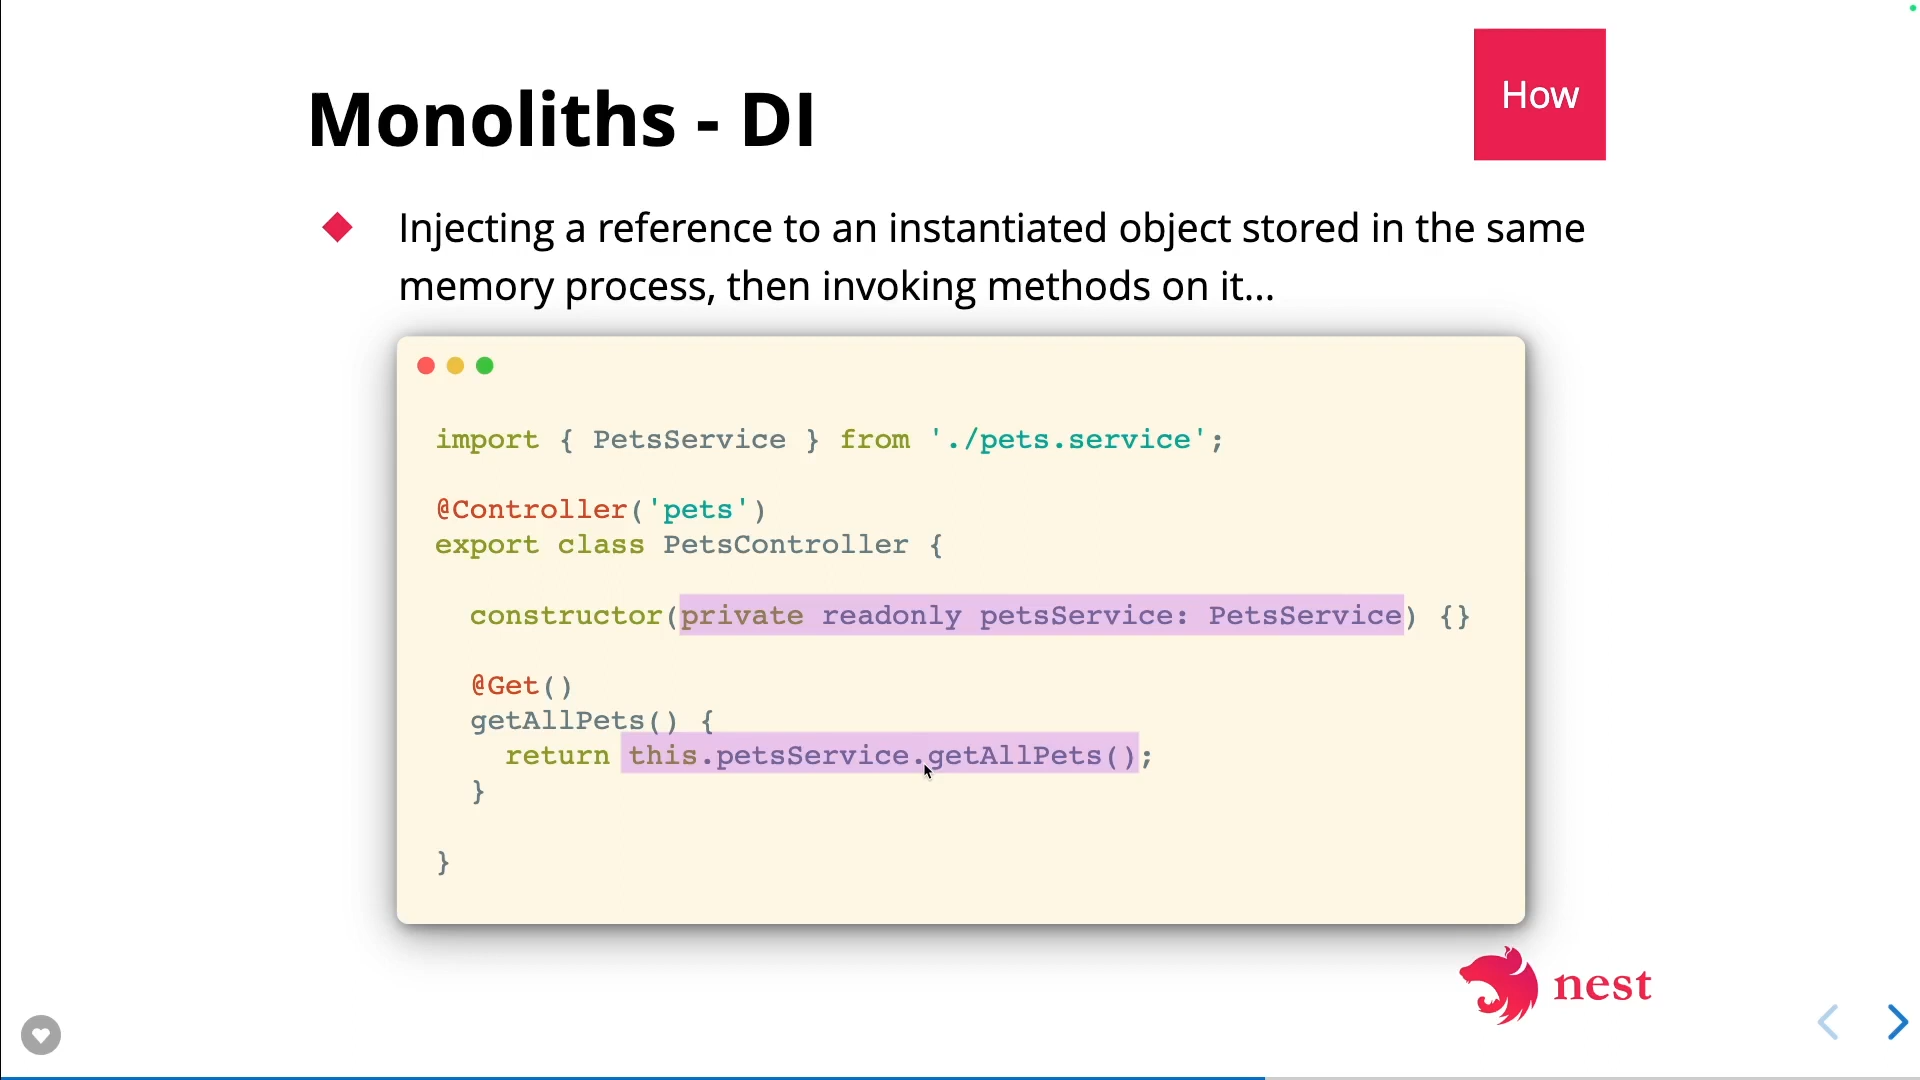 How
Monoliths - DI
Injecting a reference to an instantiated object stored in the same
memory process, then invoking methods on it...
import { PetsService } from './pets.service';
@Controller('pets')
export class PetsController {
constructor(private readonly petsService: PetsService) {}
@Get()
getAllPets() {
return this.petsService.getAllPets();
}
}
nest